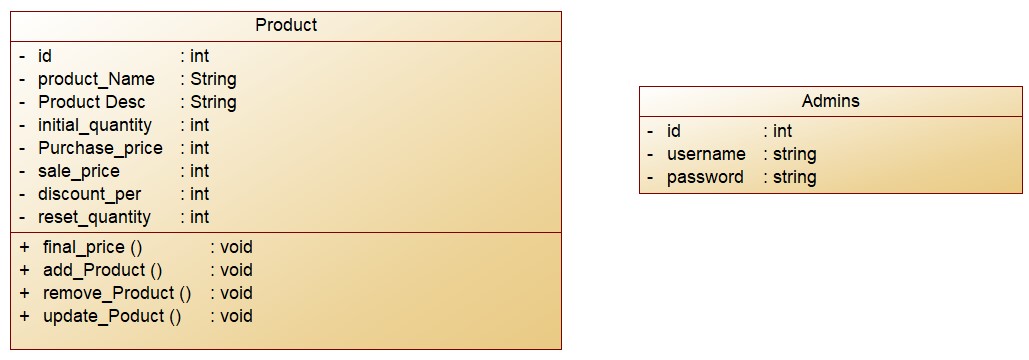 Product
- id : int
- product_Name : String
- Product Desc : String
- initial_quantity : int
- Purchase_price : int
- sale_price : int
- discount_per : int
- reset_quantity : int
+ final_price () : void
+ add_Product () : void
+ remove_Product () : void
+ update_Poduct () : void
Admins
- id : int
- username : string
- password : string